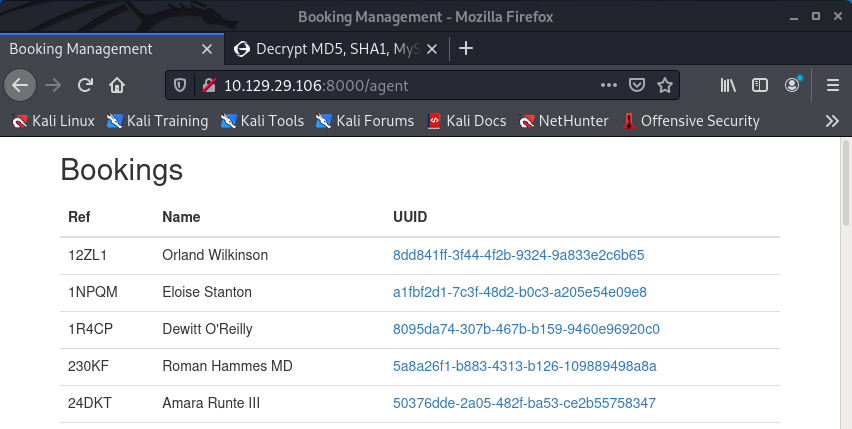 Booking Management - Mozilla Firefox
Booking Management Decrypt MD5, SHA1, MyS
10.129.29.106:8000/agent
Kali Linux Kali Training Kali Tools Kali Forums Kali Docs NetHunter Offensive Security
Bookings
Ref Name UUID
12ZL1 Orland Wilkinson 8dd841ff-3f44-4f2b-9324-9a833e2c6b65
1NPQM Eloise Stanton a1fbf2d1-7c3f-48d2-b0c3-a205e54e09e8
1R4CP Dewitt O'Reilly 8095da74-307b-467b-b159-9460e96920c0
230KF Roman Hammes MD 5a8a26f1-b883-4313-b126-109889498a8a
24DKT Amara Runte III 50376dde-2a05-482f-ba53-ce2b55758347